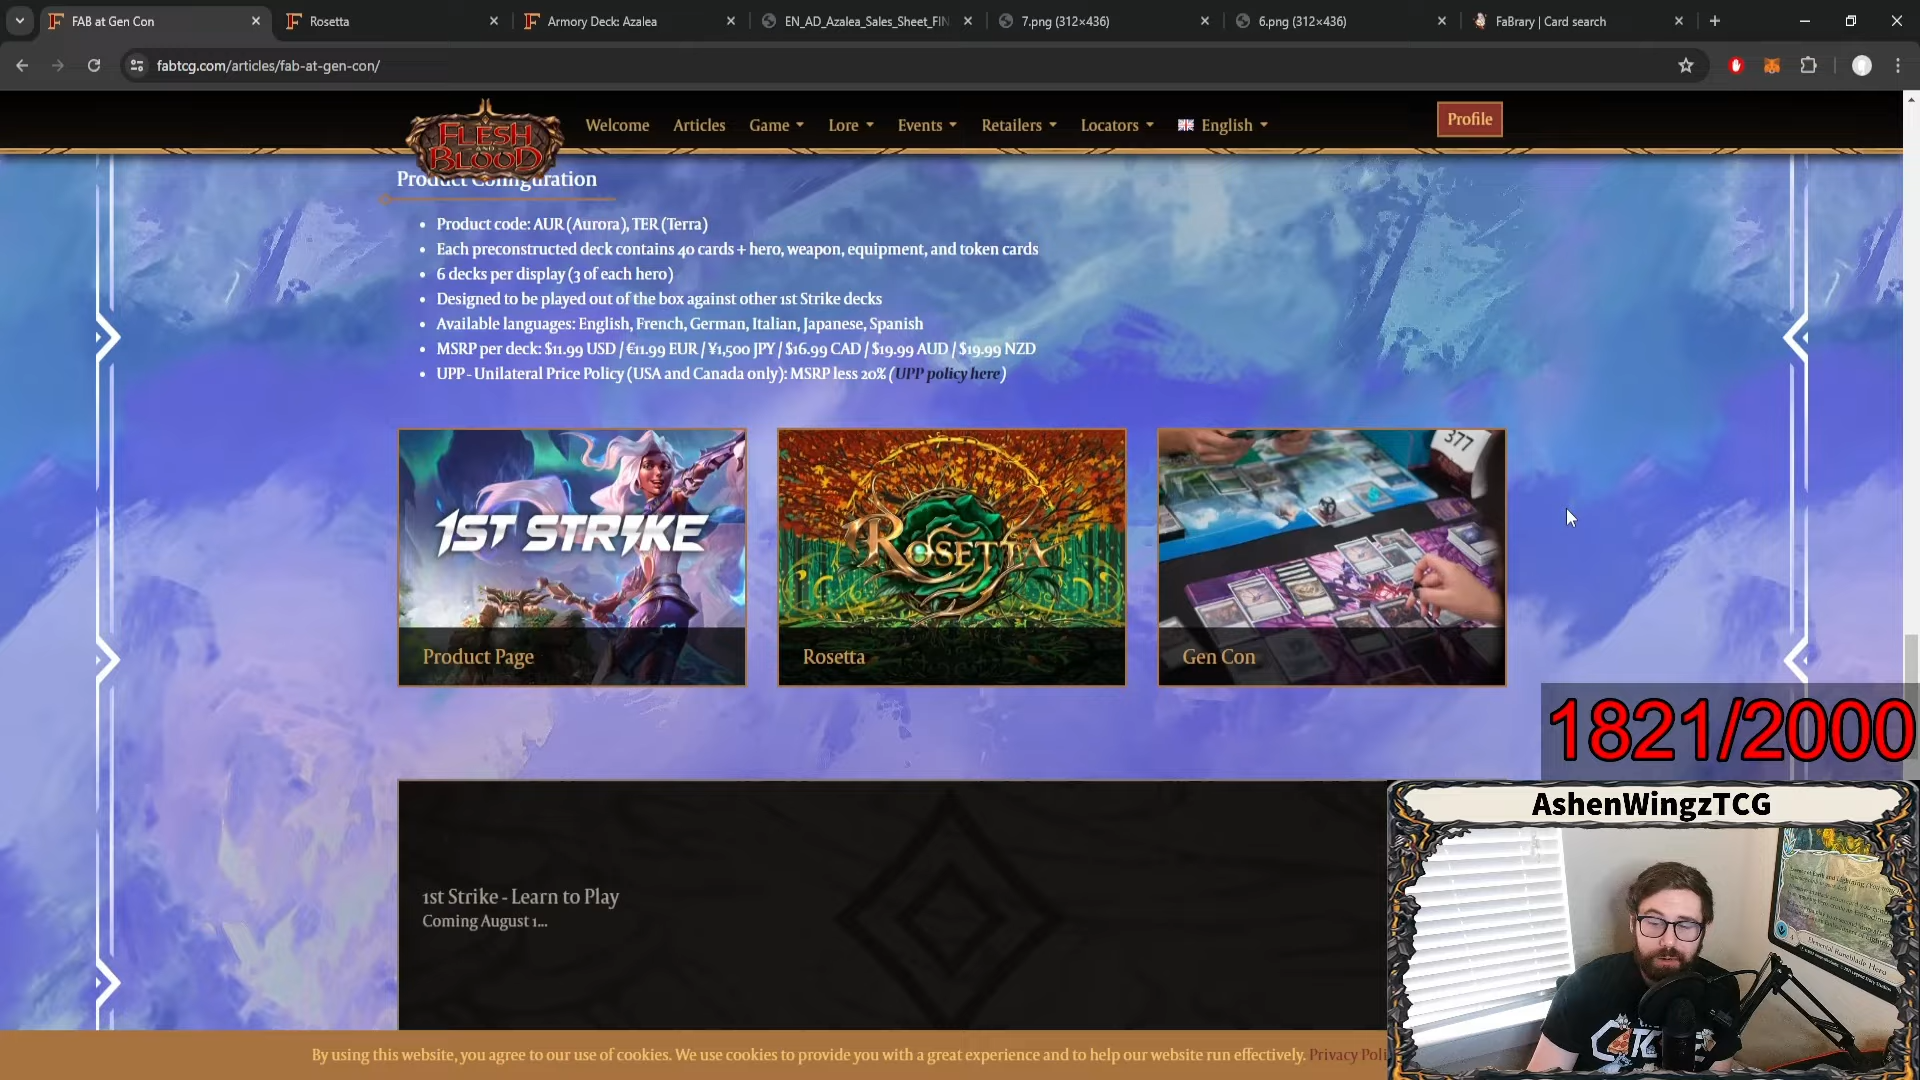 FAB at Gen Con
Rosetta
Armory Deck: Azalea
EN_AD_Azalea_Sales_Sheet_FIN
7.png (312×436)
6.png (312×436)
FaBrary | Card search
fabtcg.com/articles/fab-at-gen-con/
FLESH AND BLOOD
Welcome
Articles
Game
Lore
Events
Retailers
Locators
English
Profile
Product Configuration
• Product code: AUR (Aurora), TER (Terra)
• Each preconstructed deck contains 40 cards + hero, weapon, equipment, and token cards
• 6 decks per display (3 of each hero)
• Designed to be played out of the box against other 1st Strike decks
• Available languages: English, French, German, Italian, Japanese, Spanish
• MSRP per deck: $11.99 USD / €11.99 EUR / ¥1,500 JPY / $16.99 CAD / $19.99 AUD / $19.99 NZD
• UPP - Unilateral Price Policy (USA and Canada only): MSRP less 20% (UPP policy here)
1ST STRIKE
Product Page
ROSETTA
Rosetta
377
Gen Con
1821/2000
AshenWingzTCG
1st Strike - Learn to Play
Coming August 1...
Elemental Runeblade Hero
By using this website, you agree to our use of cookies. We use cookies to provide you with a great experience and to help our website run effectively. Privacy Poli